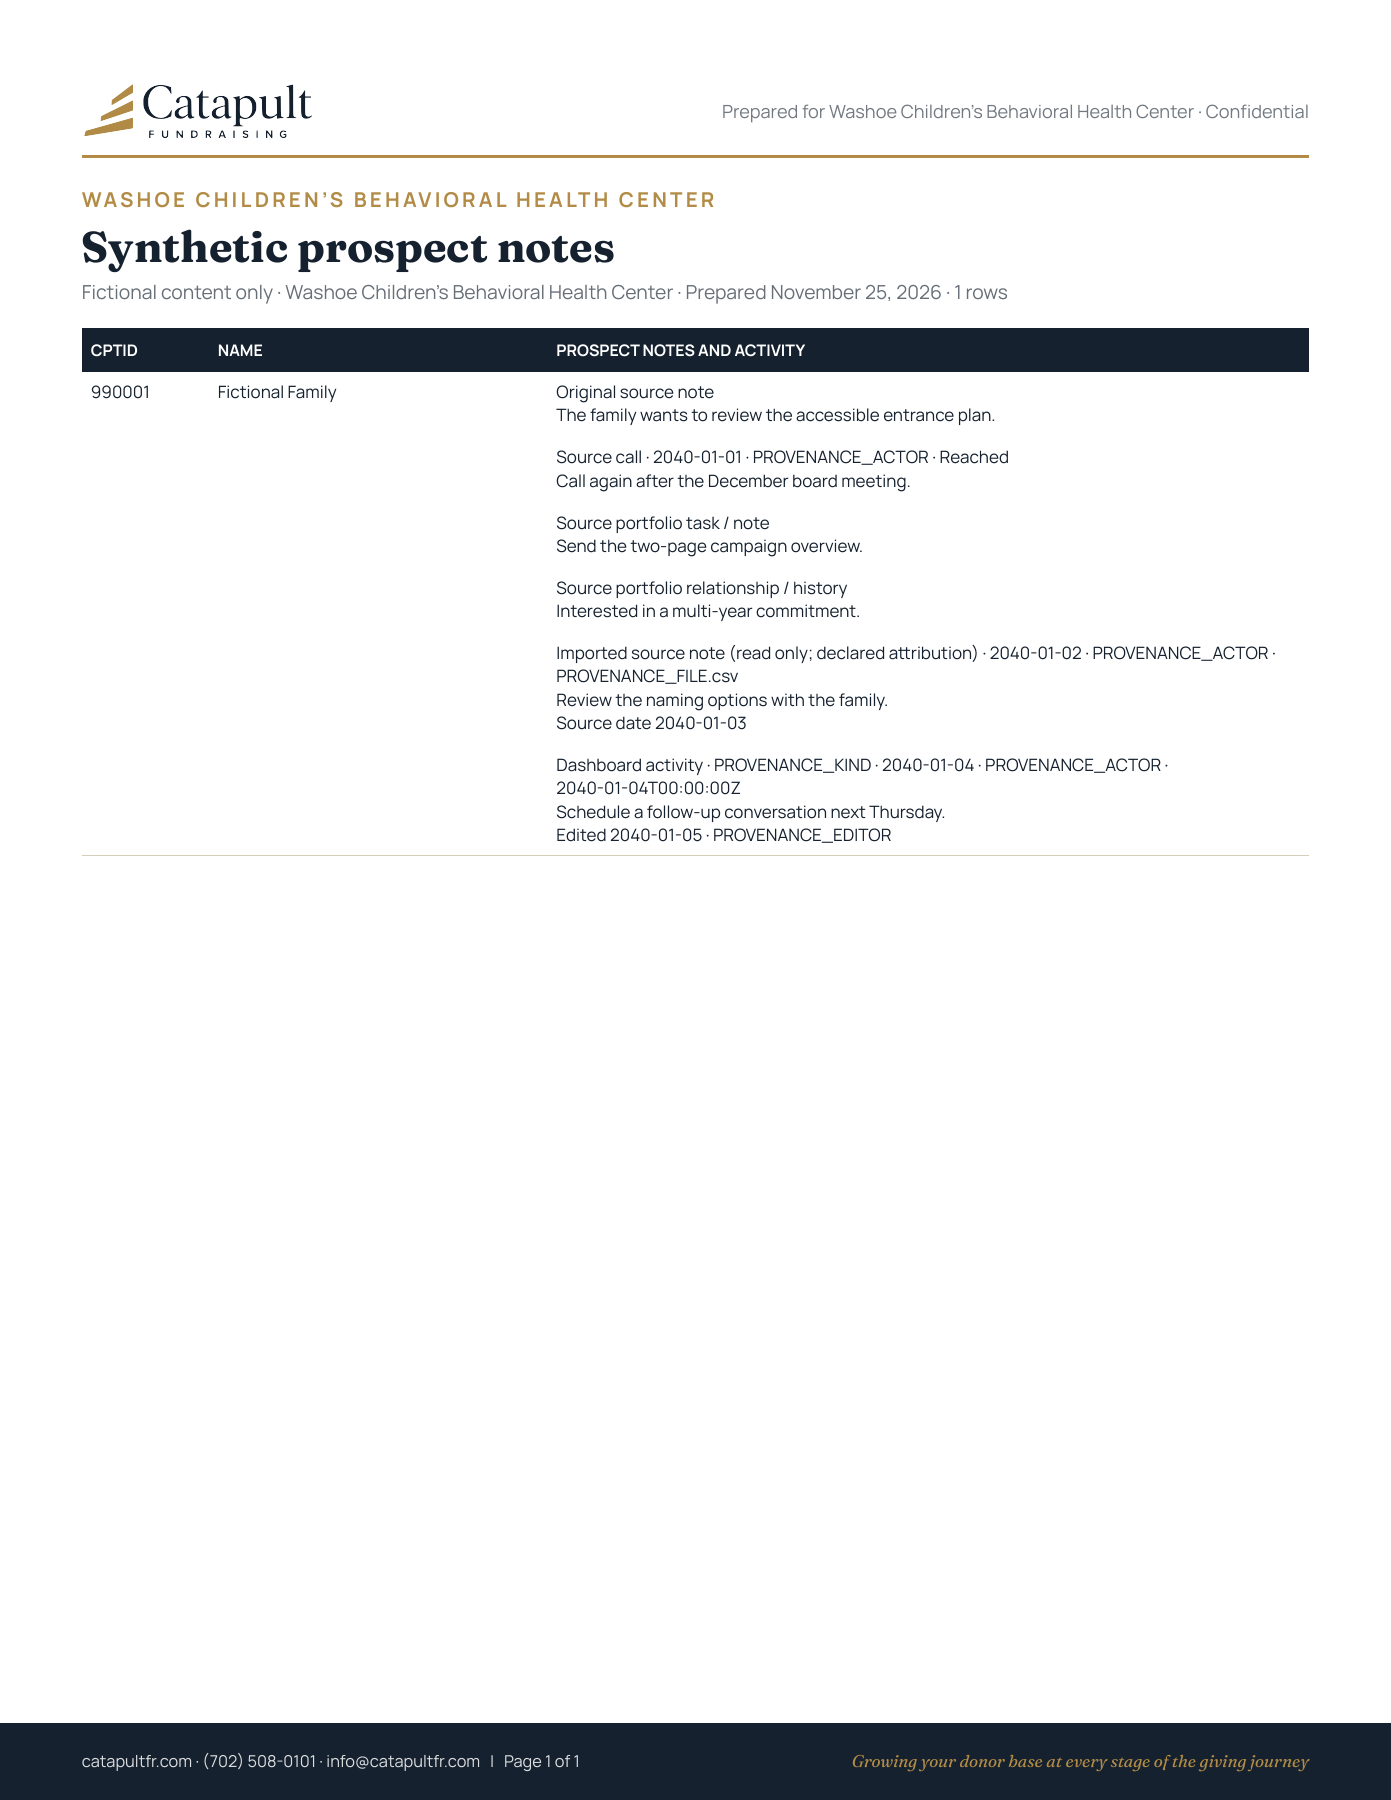 Catapult
FUNDRAISING
Prepared for Washoe Children's Behavioral Health Center · Confidential
WASHOE CHILDREN'S BEHAVIORAL HEALTH CENTER
Synthetic prospect notes
Fictional content only · Washoe Children's Behavioral Health Center · Prepared November 25, 2026 · 1 rows
CPTID NAME PROSPECT NOTES AND ACTIVITY
990001 Fictional Family Original source note
The family wants to review the accessible entrance plan.
Source call · 2040-01-01 · PROVENANCE_ACTOR · Reached
Call again after the December board meeting.
Source portfolio task / note
Send the two-page campaign overview.
Source portfolio relationship / history
Interested in a multi-year commitment.
Imported source note (read only; declared attribution) · 2040-01-02 · PROVENANCE_ACTOR ·
PROVENANCE_FILE.csv
Review the naming options with the family.
Source date 2040-01-03
Dashboard activity · PROVENANCE_KIND · 2040-01-04 · PROVENANCE_ACTOR ·
2040-01-04T00:00:00Z
Schedule a follow-up conversation next Thursday.
Edited 2040-01-05 · PROVENANCE_EDITOR
catapultfr.com · (702) 508-0101 · info@catapultfr.com | Page 1 of 1
Growing your donor base at every stage of the giving journey